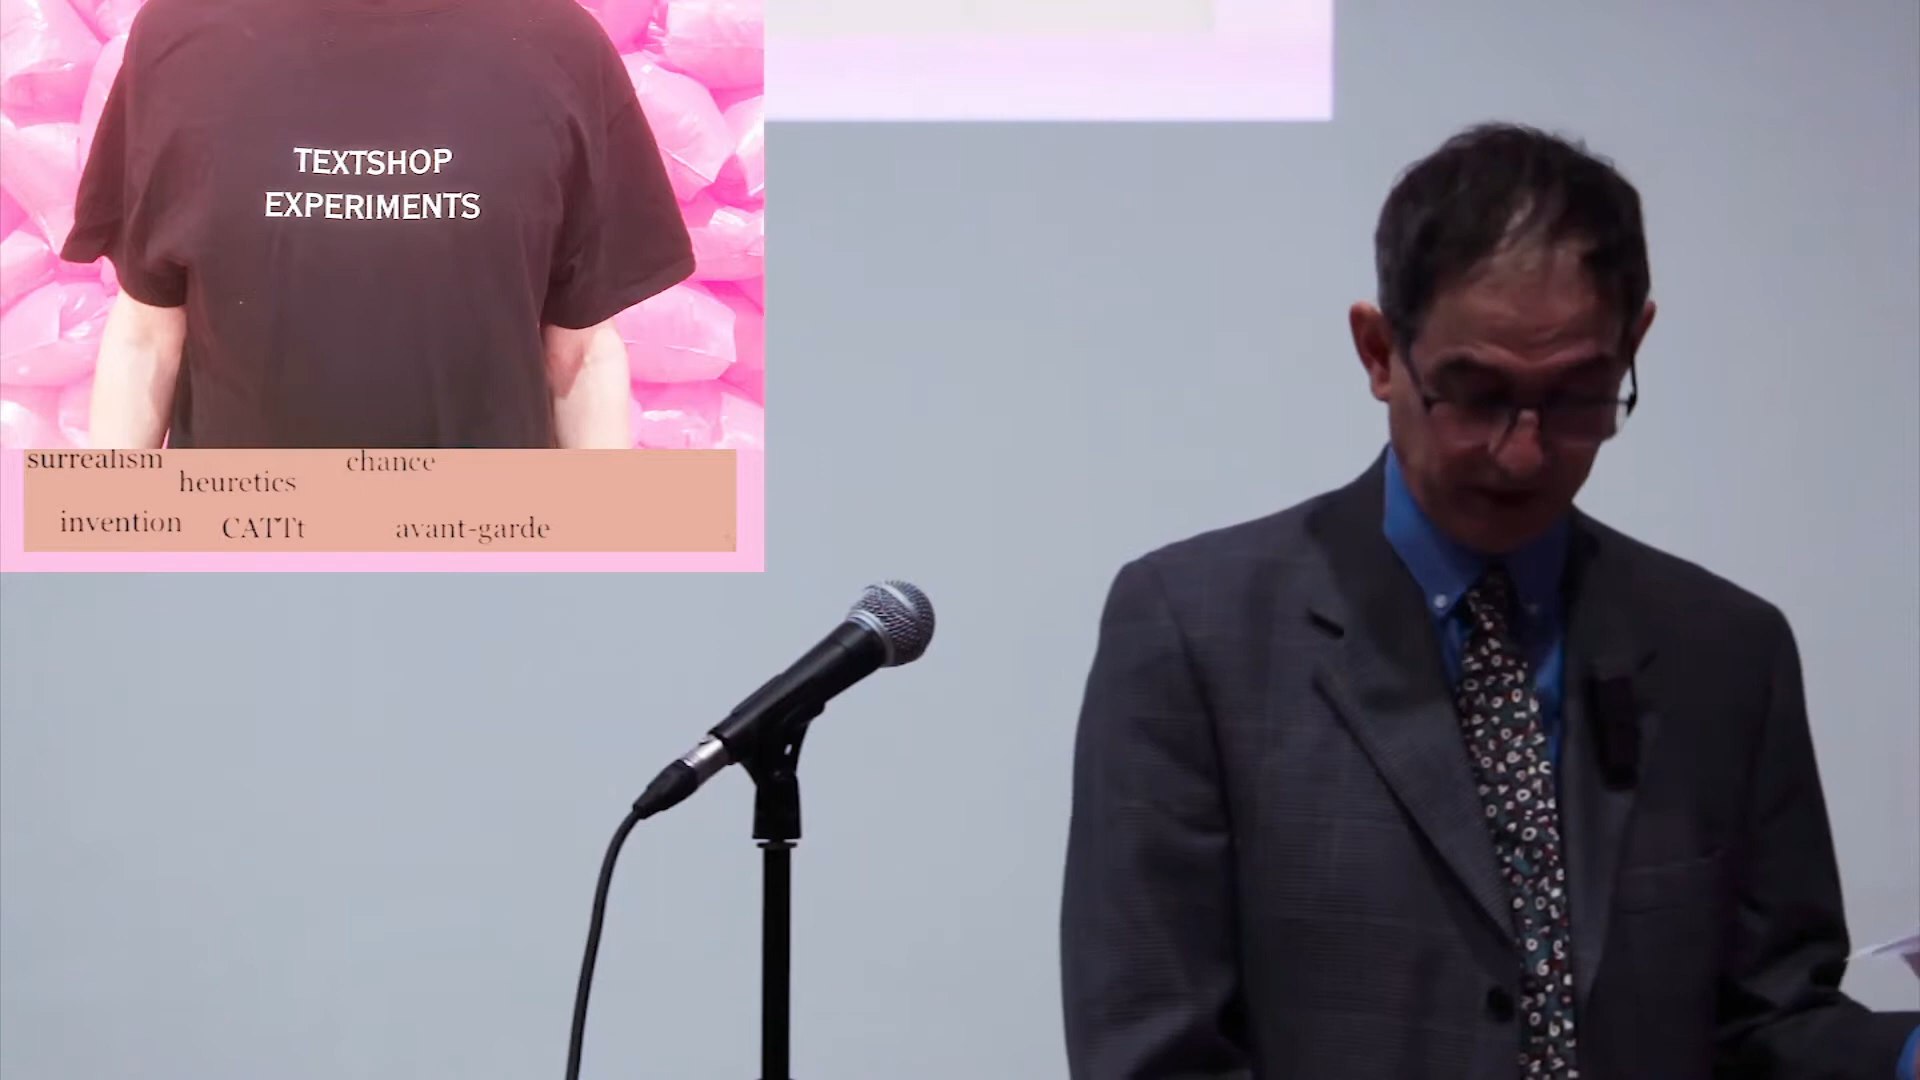 TEXTSHOP
EXPERIMENTS
surrealism chance
heuretics
invention CATTt avant-garde